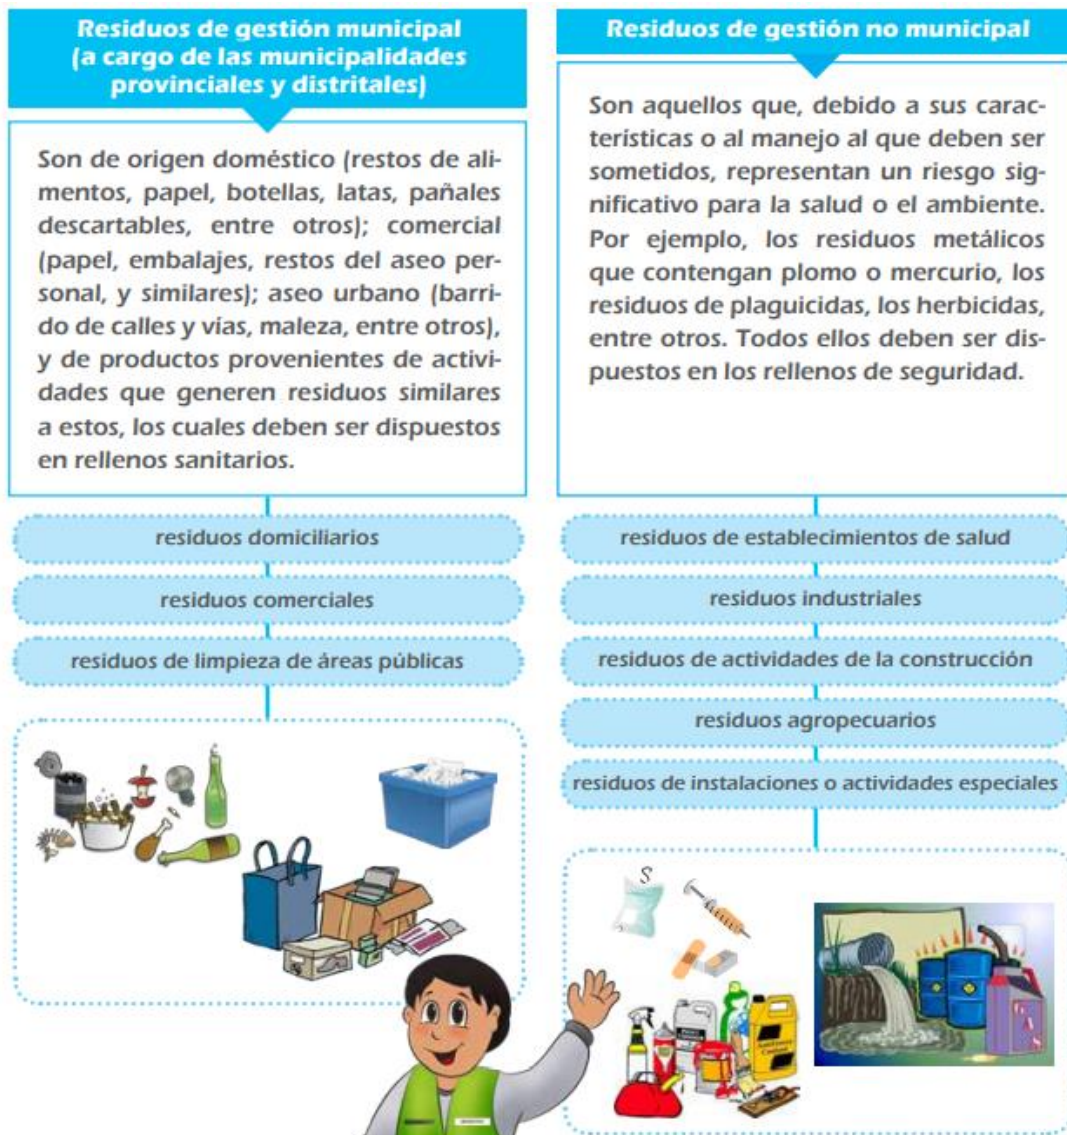 Residuos de gestión municipal
(a cargo de las municipalidades
provinciales y distritales)
Son de origen doméstico (restos de ali-
mentos, papel, botellas, latas, pañales
descartables, entre otros); comercial
(papel, embalajes, restos del aseo per-
sonal, y similares); aseo urbano (barri-
do de calles y vías, maleza, entre otros),
y de productos provenientes de activi-
dades que generen residuos similares
a estos, los cuales deben ser dispuestos
en rellenos sanitarios.
residuos domiciliarios
residuos comerciales
residuos de limpieza de áreas públicas
Residuos de gestión no municipal
Son aquellos que, debido a sus carac-
terísticas o al manejo al que deben ser
sometidos, representan un riesgo sig-
nificativo para la salud o el ambiente.
Por ejemplo, los residuos metálicos
que contengan plomo o mercurio, los
residuos de plaguicidas, los herbicidas,
entre otros. Todos ellos deben ser dis-
puestos en los rellenos de seguridad.
residuos de establecimientos de salud
residuos industriales
residuos de actividades de la construcción
residuos agropecuarios
residuos de instalaciones o actividades especiales
GAS